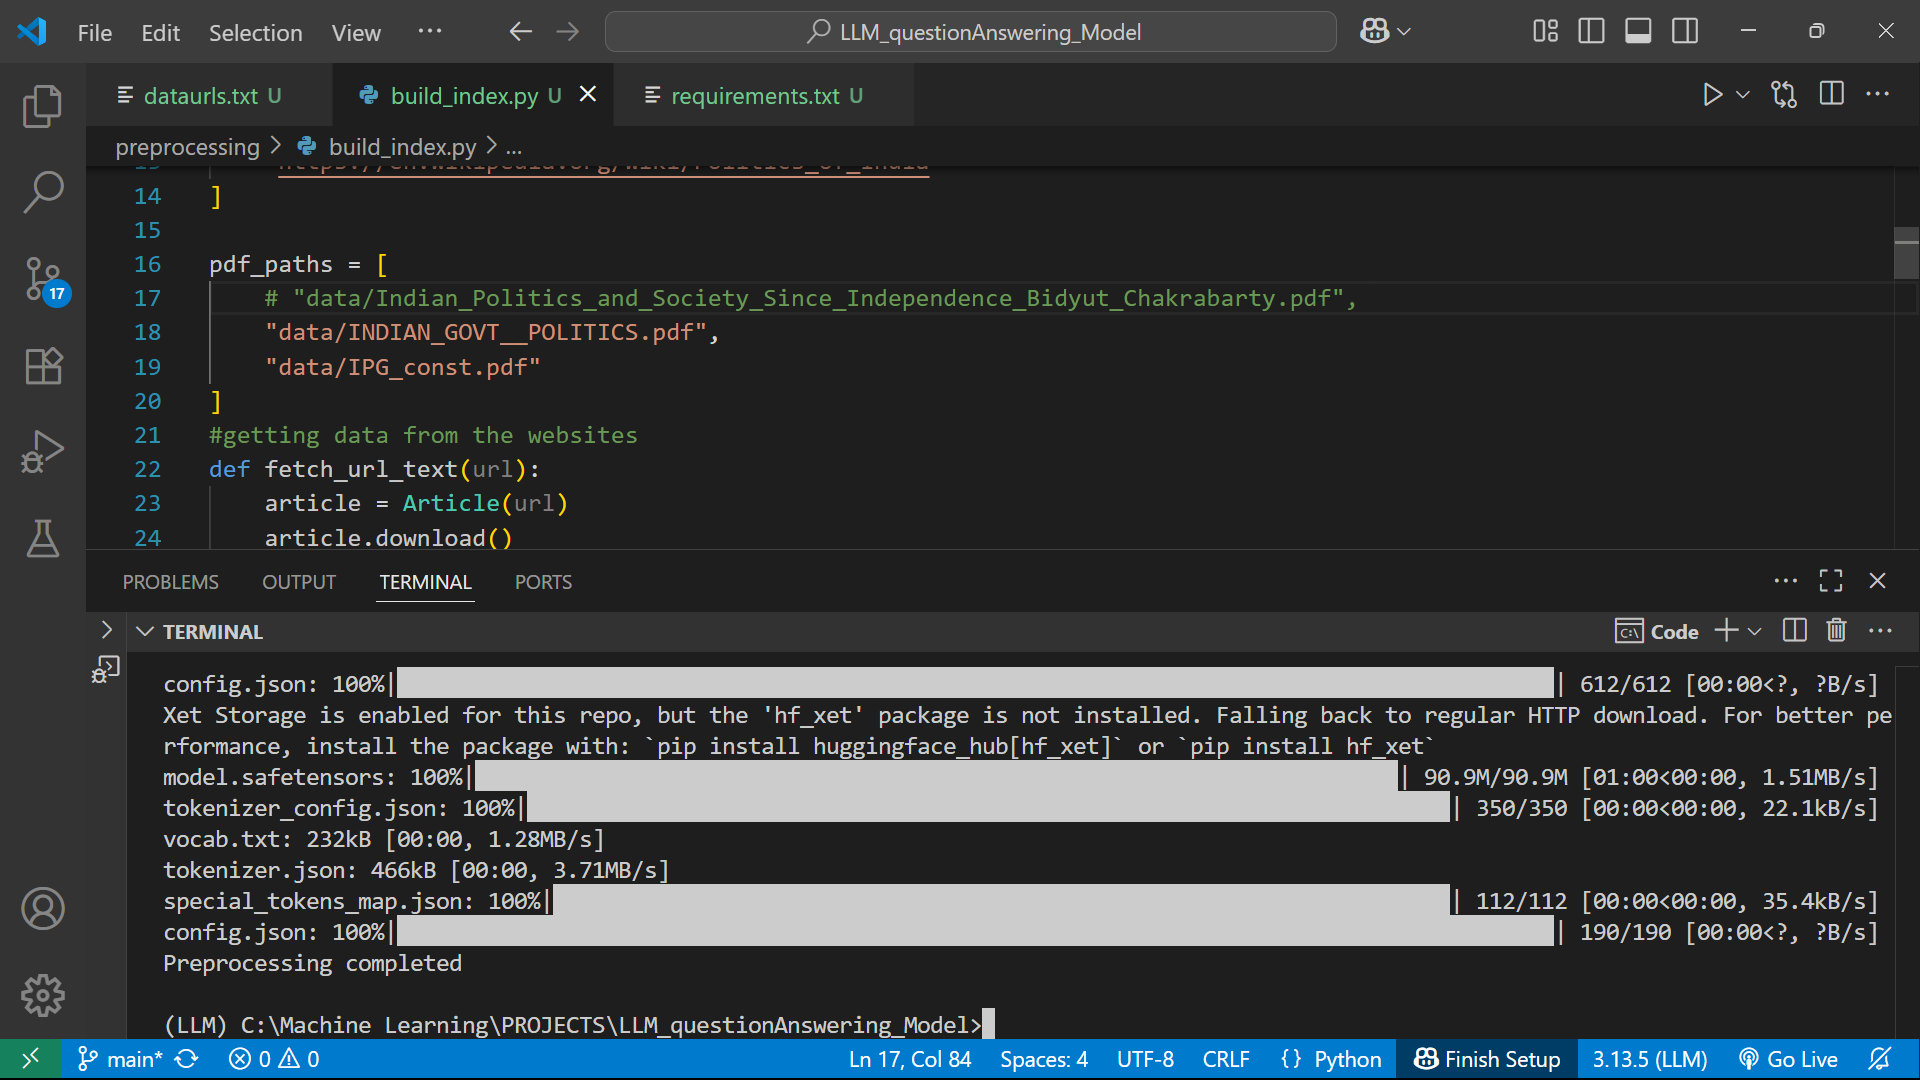 File Edit Selection View ... LLM_questionAnswering_Model
dataurls.txt U build_index.py U requirements.txt U
preprocessing > build_index.py > ...
13 https://en.wikipedia.org/wiki/Politics_of_India
14 ]
15
16 pdf_paths = [
17 # "data/Indian_Politics_and_Society_Since_Independence_Bidyut_Chakrabarty.pdf",
18 "data/INDIAN_GOVT__POLITICS.pdf",
19 "data/IPG_const.pdf"
20 ]
21 #getting data from the websites
22 def fetch_url_text(url):
23 article = Article(url)
24 article.download()
PROBLEMS OUTPUT TERMINAL PORTS
TERMINAL Code
config.json: 100%| | 612/612 [00:00<?, ?B/s]
Xet Storage is enabled for this repo, but the 'hf_xet' package is not installed. Falling back to regular HTTP download. For better pe
rformance, install the package with: `pip install huggingface_hub[hf_xet]` or `pip install hf_xet`
model.safetensors: 100%| | 90.9M/90.9M [01:00<00:00, 1.51MB/s]
tokenizer_config.json: 100%| | 350/350 [00:00<00:00, 22.1kB/s]
vocab.txt: 232kB [00:00, 1.28MB/s]
tokenizer.json: 466kB [00:00, 3.71MB/s]
special_tokens_map.json: 100%| | 112/112 [00:00<00:00, 35.4kB/s]
config.json: 100%| | 190/190 [00:00<?, ?B/s]
Preprocessing completed
(LLM) C:\Machine Learning\PROJECTS\LLM_questionAnswering_Model>
17
main* 0 0 Ln 17, Col 84 Spaces: 4 UTF-8 CRLF {} Python Finish Setup 3.13.5 (LLM) Go Live